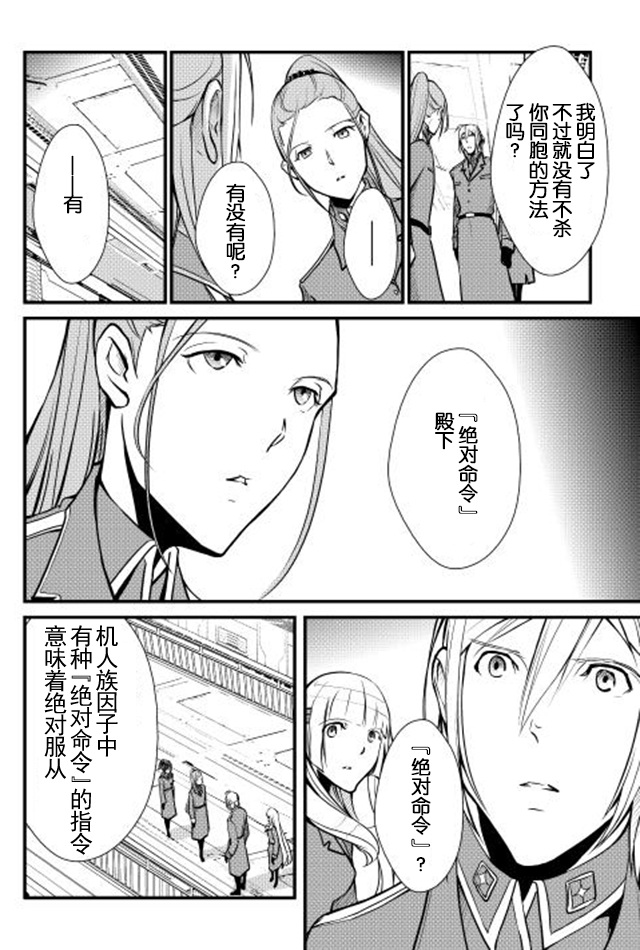 我明白了
不过就没有不杀
你同胞的方法
了吗？
——
有没有呢？
——有
『绝对命令』
殿下
『绝对命令』？
机人族因子中
有种『绝对命令』的指令
意味着绝对服从